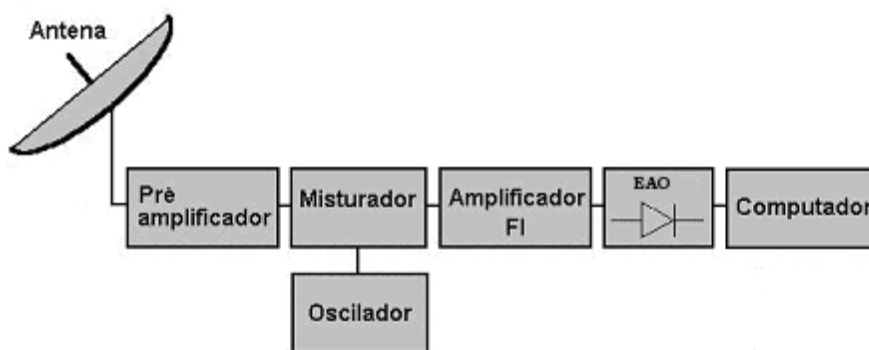 Antena
Prè
amplificador
Misturador
Amplificador
FI
EAO
Computador
Oscilador